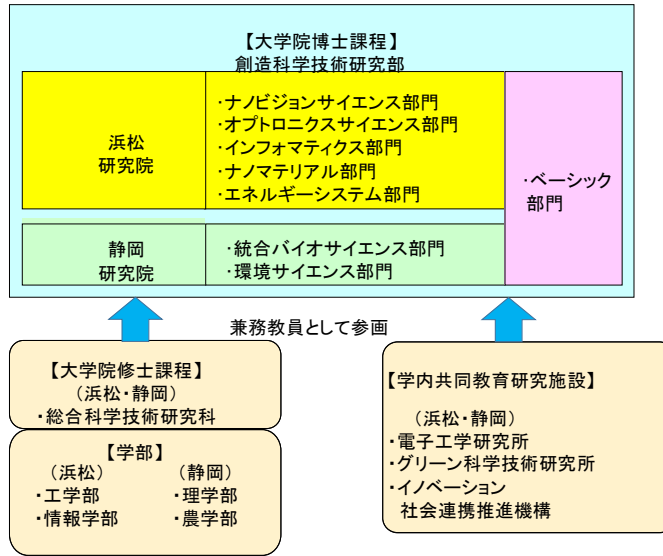 【大学院博士課程】
創造科学技術研究部
浜松
研究院
・ナノビジョンサイエンス部門
・オプトロニクスサイエンス部門
・インフォマティクス部門
・ナノマテリアル部門
・エネルギーシステム部門
・ベーシック
部門
静岡
研究院
・統合バイオサイエンス部門
・環境サイエンス部門
兼務教員として参画
【大学院修士課程】
（浜松・静岡）
・総合科学技術研究科
【学部】
（浜松） （静岡）
・工学部 ・理学部
・情報学部 ・農学部
【学内共同教育研究施設】
（浜松・静岡）
・電子工学研究所
・グリーン科学技術研究所
・イノベーション
社会連携推進機構